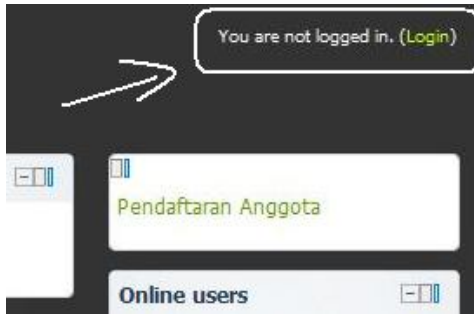 You are not logged in. (Login)
Pendaftaran Anggota
Online users